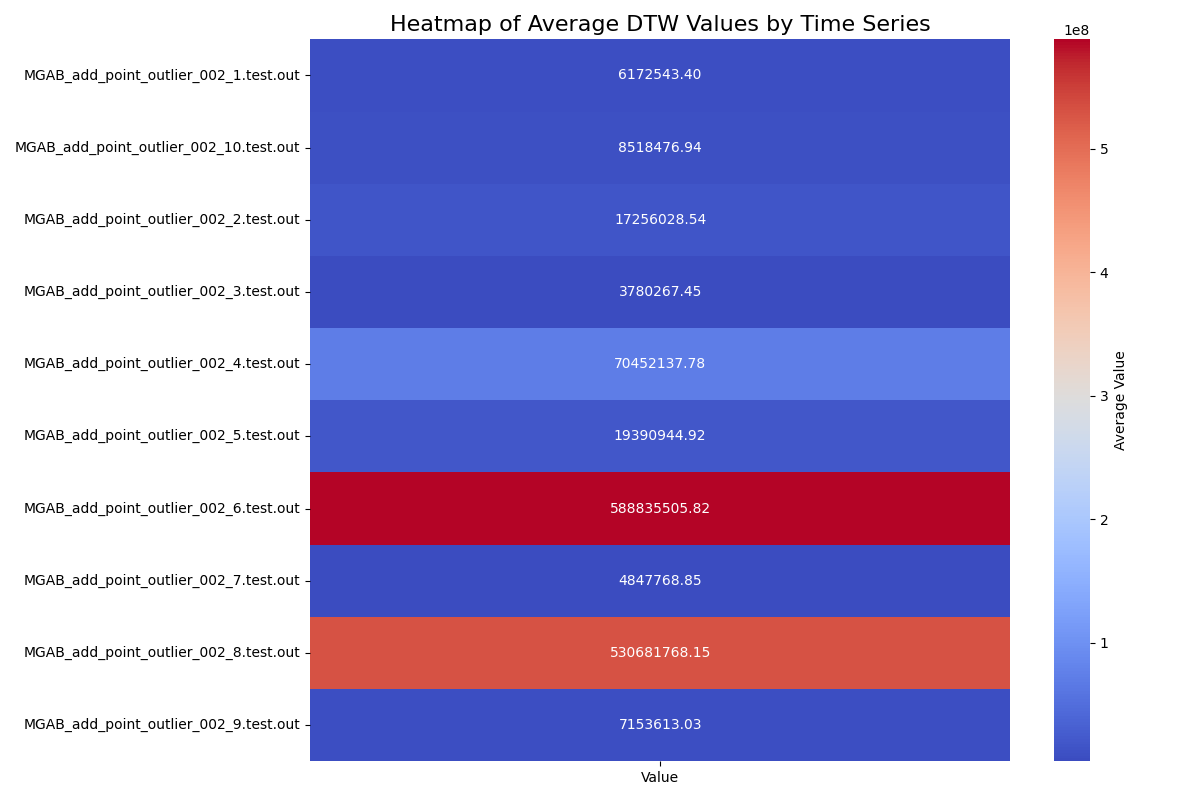 Heatmap of Average DTW Values by Time Series
MGAB_add_point_outlier_002_1.test.out
6172543.40
MGAB_add_point_outlier_002_10.test.out
8518476.94
MGAB_add_point_outlier_002_2.test.out
17256028.54
MGAB_add_point_outlier_002_3.test.out
3780267.45
MGAB_add_point_outlier_002_4.test.out
70452137.78
MGAB_add_point_outlier_002_5.test.out
19390944.92
MGAB_add_point_outlier_002_6.test.out
588835505.82
MGAB_add_point_outlier_002_7.test.out
4847768.85
MGAB_add_point_outlier_002_8.test.out
530681768.15
MGAB_add_point_outlier_002_9.test.out
7153613.03
Value
1e8
5
4
3
2
1
Average Value